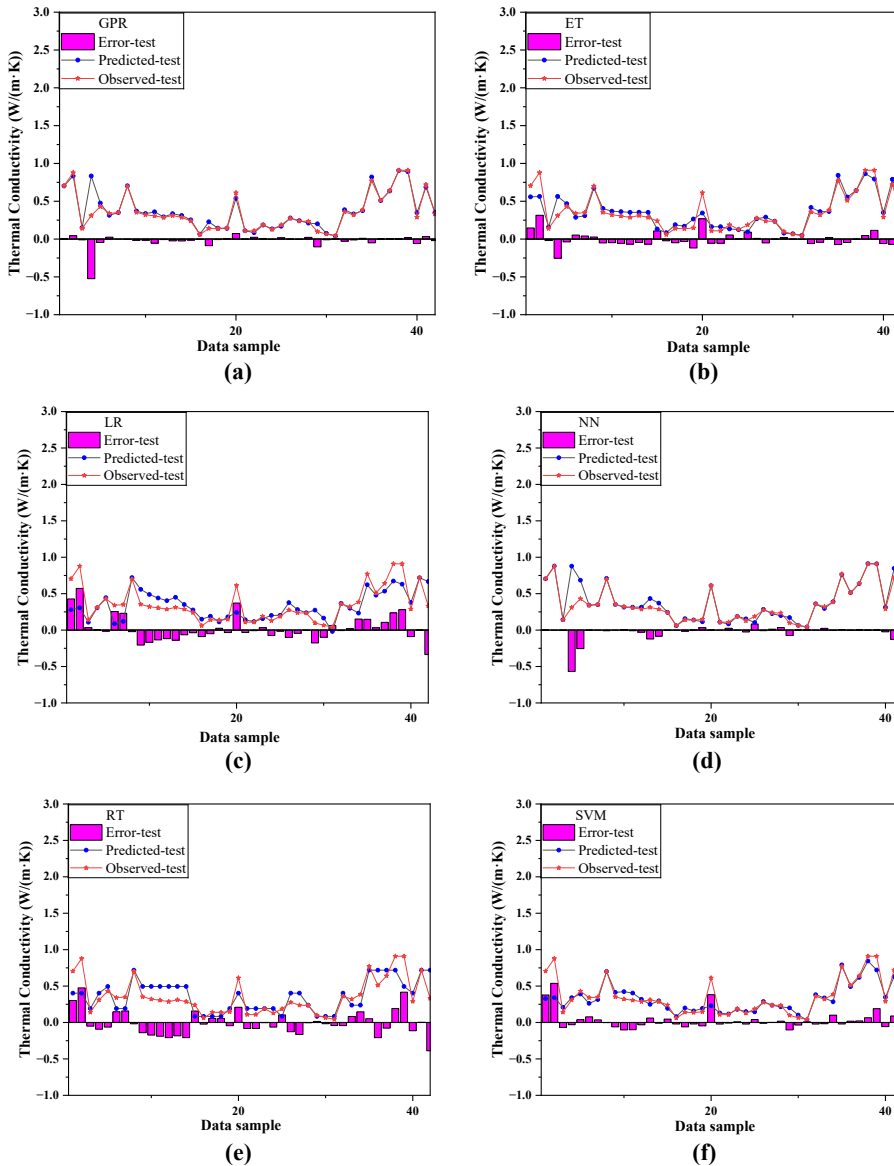 GPR
Error-test
Predicted-test
Observed-test
3.0
2.5
2.0
1.5
1.0
0.5
0.0
−0.5
−1.0
Thermal Conductivity (W/(m·K))
20
40
Data sample
(a)
ET
Error-test
Predicted-test
Observed-test
3.0
2.5
2.0
1.5
1.0
0.5
0.0
−0.5
−1.0
Thermal Conductivity (W/(m·K))
20
40
Data sample
(b)
LR
Error-test
Predicted-test
Observed-test
3.0
2.5
2.0
1.5
1.0
0.5
0.0
−0.5
−1.0
Thermal Conductivity (W/(m·K))
20
40
Data sample
(c)
NN
Error-test
Predicted-test
Observed-test
3.0
2.5
2.0
1.5
1.0
0.5
0.0
−0.5
−1.0
Thermal Conductivity (W/(m·K))
20
40
Data sample
(d)
RT
Error-test
Predicted-test
Observed-test
3.0
2.5
2.0
1.5
1.0
0.5
0.0
−0.5
−1.0
Thermal Conductivity (W/(m·K))
20
40
Data sample
(e)
SVM
Error-test
Predicted-test
Observed-test
3.0
2.5
2.0
1.5
1.0
0.5
0.0
−0.5
−1.0
Thermal Conductivity (W/(m·K))
20
40
Data sample
(f)